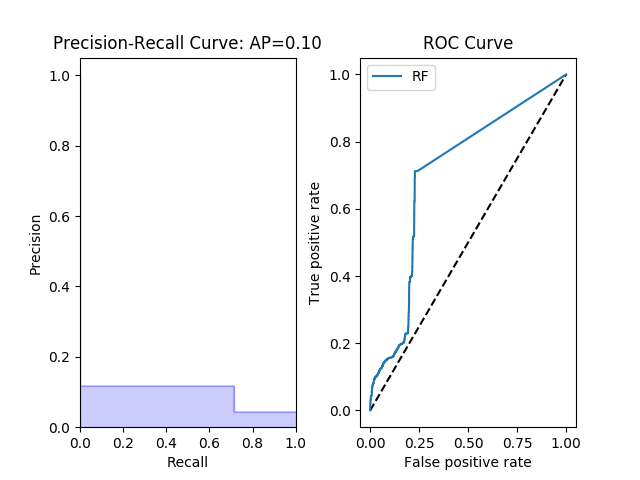 Precision-Recall Curve: AP=0.10
Precision
1.0
0.8
0.6
0.4
0.2
0.0
0.0 0.2 0.4 0.6 0.8 1.0
Recall
ROC Curve
RF
True positive rate
1.0
0.8
0.6
0.4
0.2
0.0
0.00 0.25 0.50 0.75 1.00
False positive rate